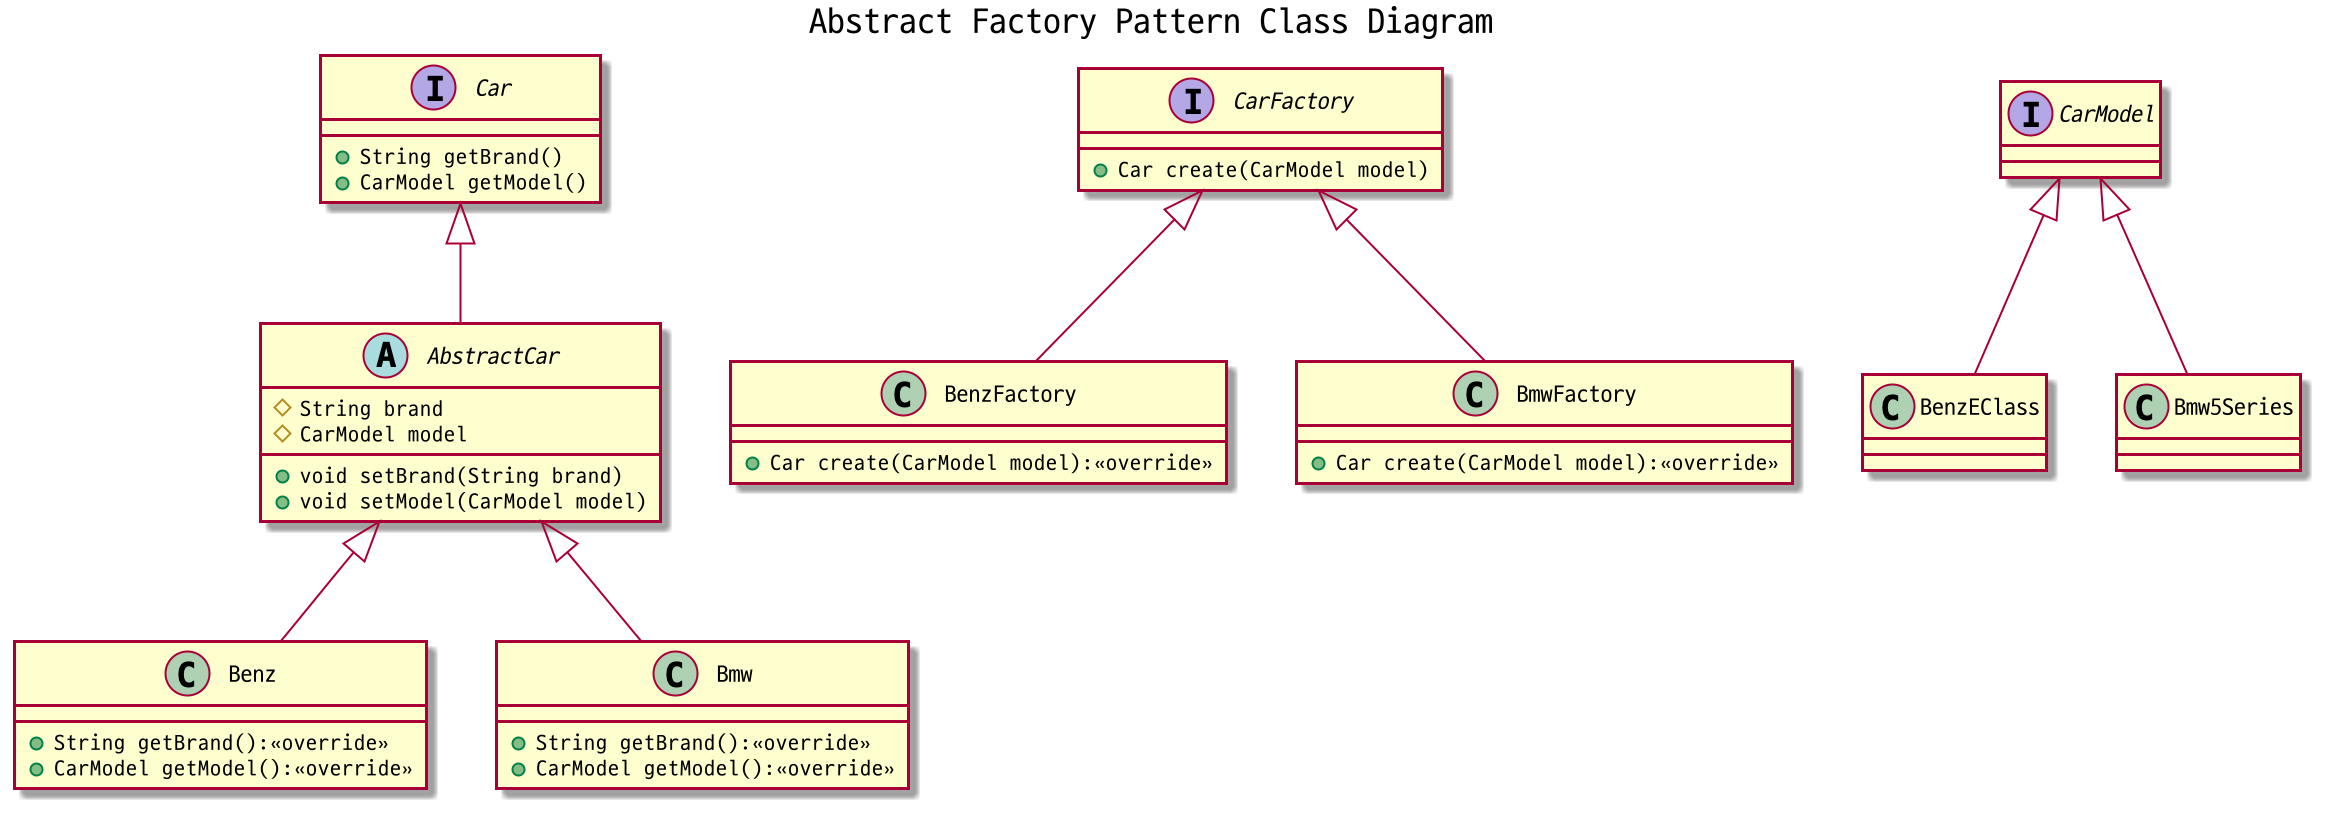 Abstract Factory Pattern Class Diagram
I Car
String getBrand()
CarModel getModel()
I CarFactory
Car create(CarModel model)
I CarModel
A AbstractCar
String brand
CarModel model
void setBrand(String brand)
void setModel(CarModel model)
C BenzFactory
Car create(CarModel model):«override»
C BmwFactory
Car create(CarModel model):«override»
C BenzEClass
C Bmw5Series
C Benz
String getBrand():«override»
CarModel getModel():«override»
C Bmw
String getBrand():«override»
CarModel getModel():«override»